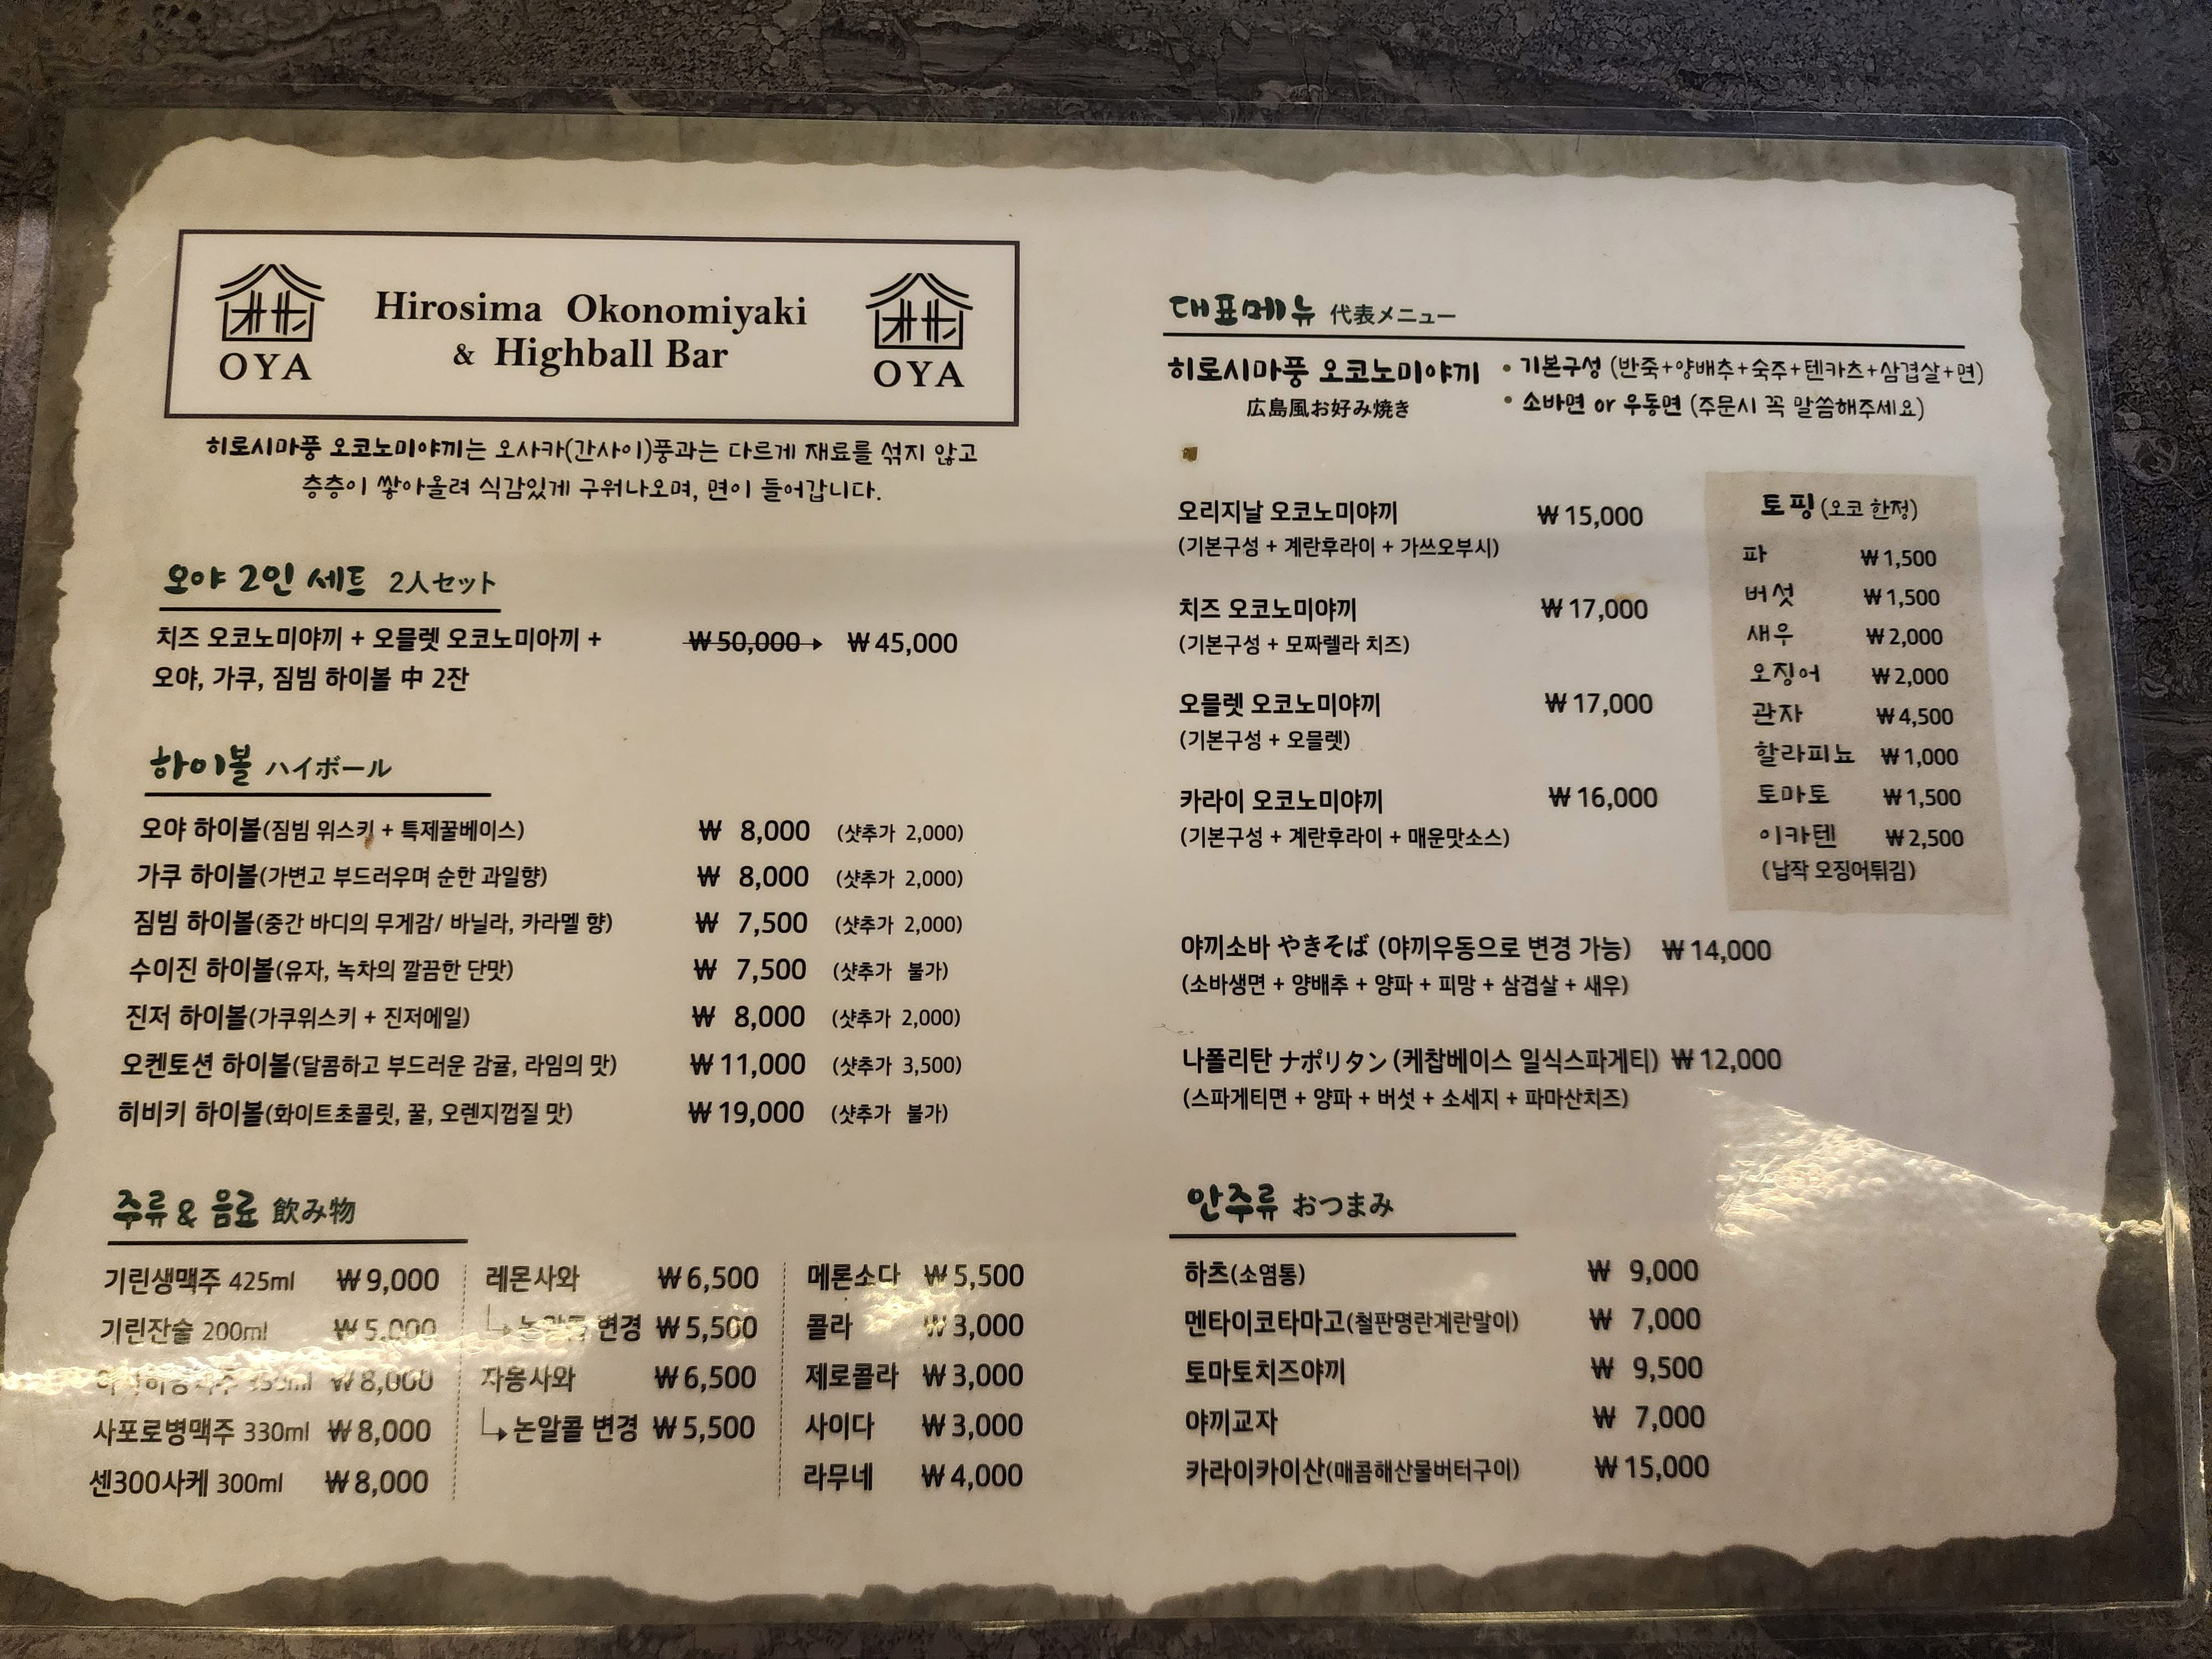 OYA
Hirosima Okonomiyaki
& Highball Bar
OYA
히로시마풍 오코노미야끼는 오사카(간사이)풍과는 다르게 재료를 섞지 않고
층층이 쌓아올려 식감있게 구워나오며, 면이 들어갑니다.
오야 2인 세트 2人セット
치즈 오코노미야끼 + 오믈렛 오코노미아끼 + ₩50,000 → ₩45,000
오야, 가쿠, 짐빔 하이볼 中 2잔
하이볼 ハイボール
오야 하이볼(짐빔 위스키 + 특제꿀베이스) ₩ 8,000 (샷추가 2,000)
가쿠 하이볼(가변고 부드러우며 순한 과일향) ₩ 8,000 (샷추가 2,000)
짐빔 하이볼(중간 바디의 무게감/ 바닐라, 카라멜 향) ₩ 7,500 (샷추가 2,000)
수이진 하이볼(유자, 녹차의 깔끔한 단맛) ₩ 7,500 (샷추가 불가)
진저 하이볼(가쿠위스키 + 진저에일) ₩ 8,000 (샷추가 2,000)
오켄토션 하이볼(달콤하고 부드러운 감귤, 라임의 맛) ₩11,000 (샷추가 3,500)
히비키 하이볼(화이트초콜릿, 꿀, 오렌지껍질 맛) ₩19,000 (샷추가 불가)
주류 & 음료 飲み物
기린생맥주 425ml ₩9,000
기린잔술 200ml ₩5,000
₩8,000
사포로병맥주 330ml ₩8,000
센300사케 300ml ₩8,000
레몬사와 ₩6,500
변경 ₩5,500
자몽사와 ₩6,500
논알콜 변경 ₩5,500
메론소다 ₩5,500
콜라 ₩3,000
제로콜라 ₩3,000
사이다 ₩3,000
라무네 ₩4,000
대표메뉴 代表メニュー
히로시마풍 오코노미야끼 • 기본구성 (반죽+양배추+숙주+텐카츠+삼겹살+면)
広島風お好み焼き • 소바면 or 우동면 (주문시 꼭 말씀해주세요)
오리지날 오코노미야끼 ₩15,000
(기본구성 + 계란후라이 + 가쓰오부시)
치즈 오코노미야끼 ₩17,000
(기본구성 + 모짜렐라 치즈)
오믈렛 오코노미야끼 ₩17,000
(기본구성 + 오믈렛)
카라이 오코노미야끼 ₩16,000
(기본구성 + 계란후라이 + 매운맛소스)
토핑 (오코 한정)
파 ₩1,500
버섯 ₩1,500
새우 ₩2,000
오징어 ₩2,000
관자 ₩4,500
할라피뇨 ₩1,000
토마토 ₩1,500
이카텐 ₩2,500
(납작 오징어튀김)
야끼소바 やきそば (야끼우동으로 변경 가능) ₩14,000
(소바생면 + 양배추 + 양파 + 피망 + 삼겹살 + 새우)
나폴리탄 ナポリタン (케찹베이스 일식스파게티) ₩12,000
(스파게티면 + 양파 + 버섯 + 소세지 + 파마산치즈)
안주류 おつまみ
하츠(소염통) ₩ 9,000
멘타이코타마고(철판명란계란말이) ₩ 7,000
토마토치즈야끼 ₩ 9,500
야끼교자 ₩ 7,000
카라이카이산(매콤해산물버터구이) ₩15,000